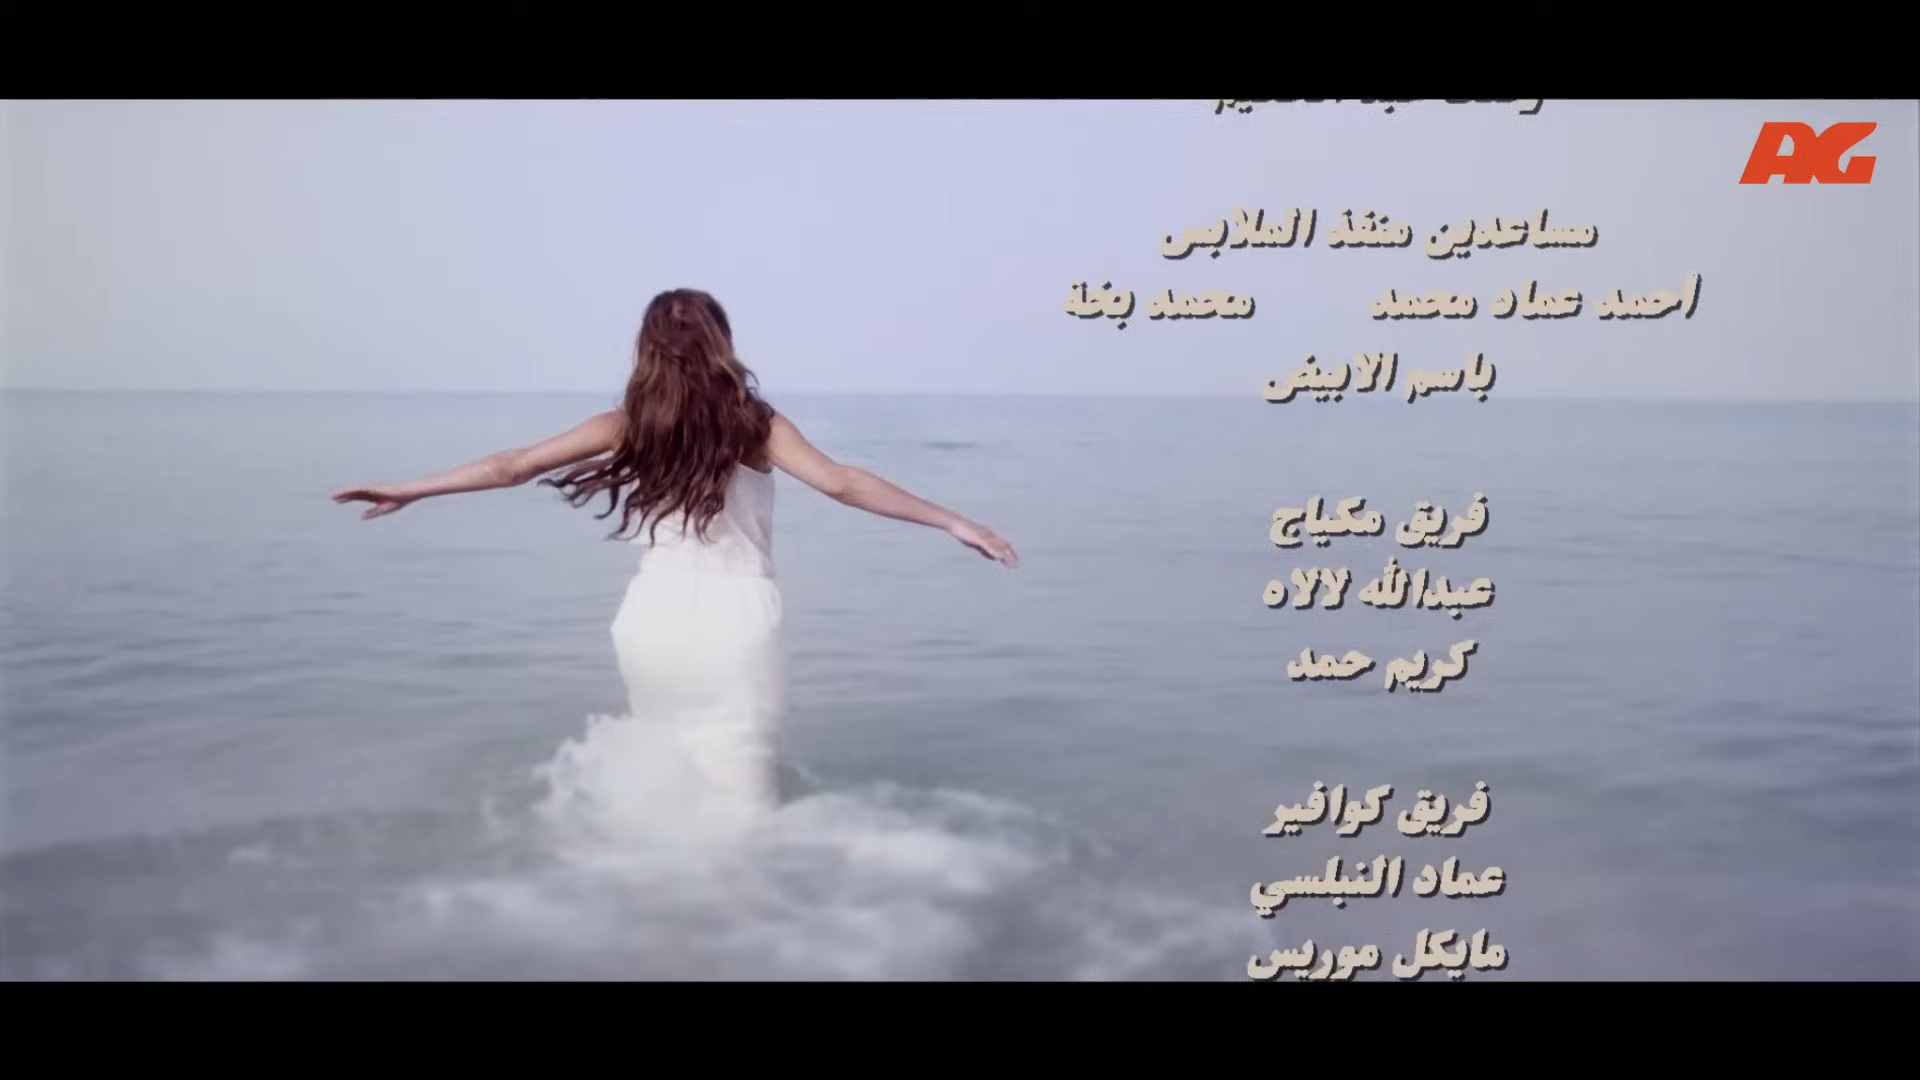 AG
مساعدين منفذ الملابس
أحمد عماد محمد محمد بخة
باسم الابيض
فريق مكياج
عبدالله لالاه
كريم حمد
فريق كوافير
عماد النبلسي
مايكل موريس